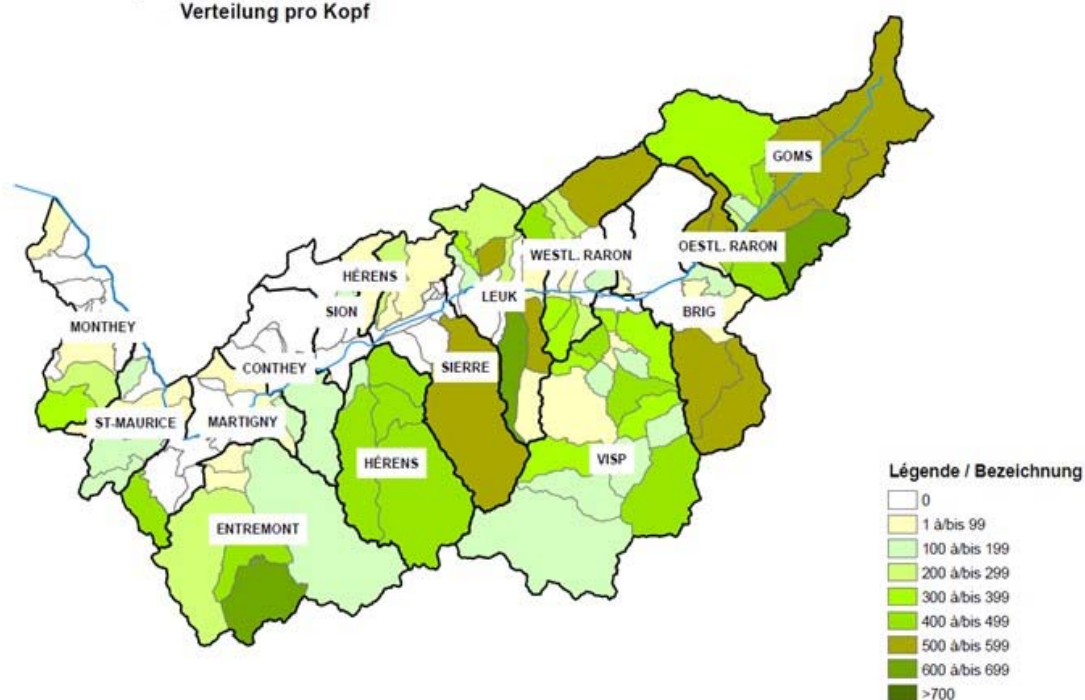 Verteilung pro Kopf
GOMS
OESTL. RARON
WESTL. RARON
HÉRENS
LEUK
SION
BRIG
MONTHEY
CONTHEY
SIERRE
ST-MAURICE
MARTIGNY
HÉRENS
VISP
ENTREMONT
Légende / Bezeichnung
0
1 à/bis 99
100 à/bis 199
200 à/bis 299
300 à/bis 399
400 à/bis 499
500 à/bis 599
600 à/bis 699
>700